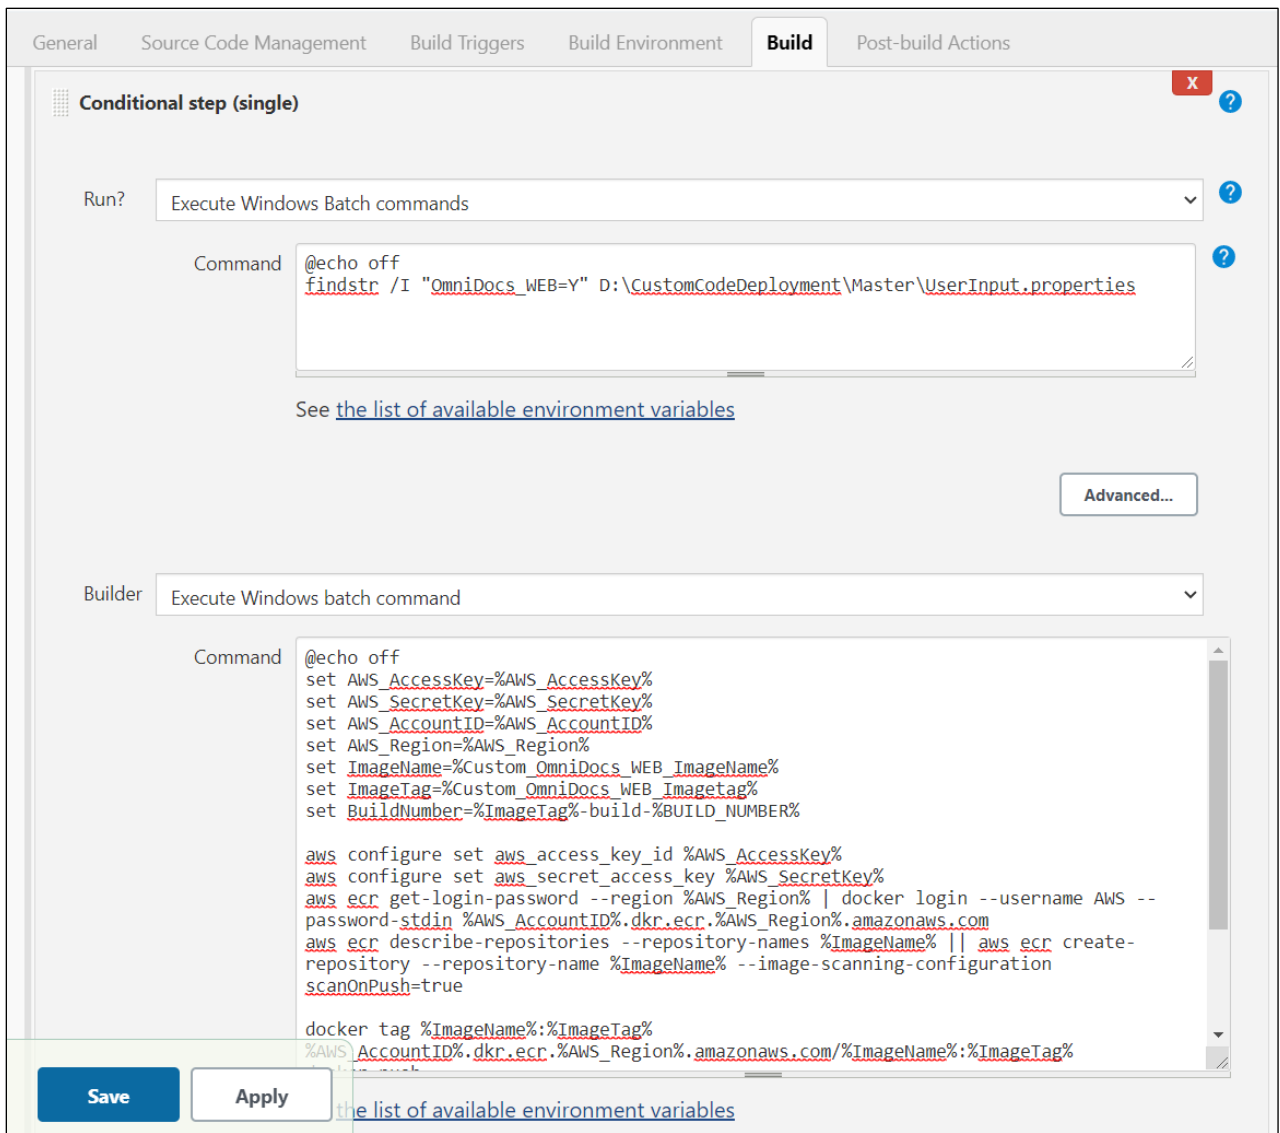 General Source Code Management Build Triggers Build Environment Build Post-build Actions
X
Conditional step (single)
?
Run? Execute Windows Batch commands ?
Command @echo off ?
findstr /I "OmniDocs_WEB=Y" D:\CustomCodeDeployment\Master\UserInput.properties
See the list of available environment variables
Advanced...
Builder Execute Windows batch command
Command @echo off
set AWS_AccessKey=%AWS_AccessKey%
set AWS_SecretKey=%AWS_SecretKey%
set AWS_AccountID=%AWS_AccountID%
set AWS_Region=%AWS_Region%
set ImageName=%Custom_OmniDocs_WEB_ImageName%
set ImageTag=%Custom_OmniDocs_WEB_Imagetag%
set BuildNumber=%ImageTag%-build-%BUILD_NUMBER%
aws configure set aws_access_key_id %AWS_AccessKey%
aws configure set aws_secret_access_key %AWS_SecretKey%
aws ecr get-login-password --region %AWS_Region% | docker login --username AWS --
password-stdin %AWS_AccountID%.dkr.ecr.%AWS_Region%.amazonaws.com
aws ecr describe-repositories --repository-names %ImageName% || aws ecr create-
repository --repository-name %ImageName% --image-scanning-configuration
scanOnPush=true
docker tag %ImageName%:%ImageTag%
%AWS_AccountID%.dkr.ecr.%AWS_Region%.amazonaws.com/%ImageName%:%ImageTag%
Save Apply
the list of available environment variables